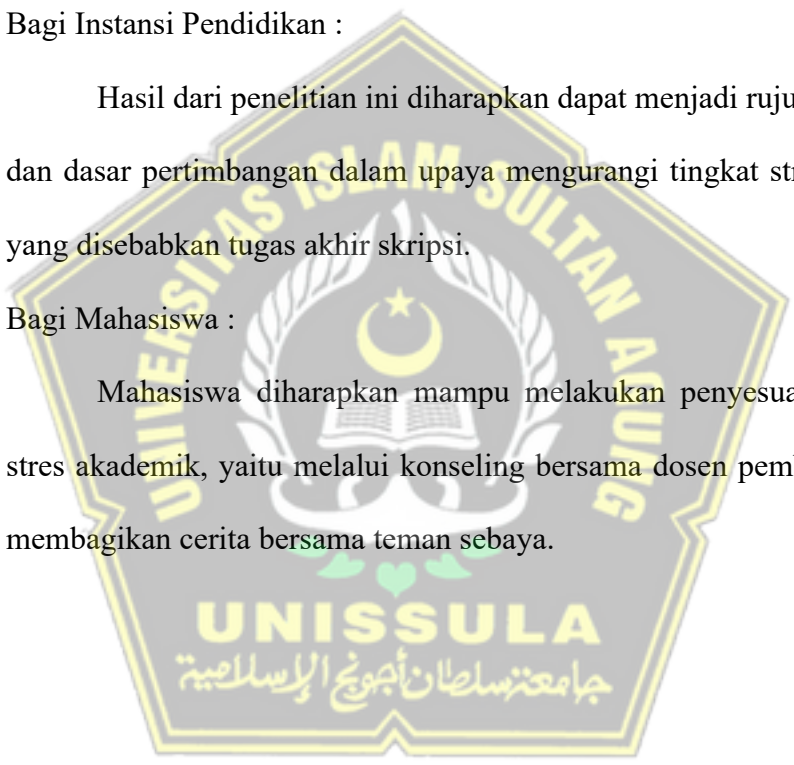 Bagi Instansi Pendidikan :
Hasil dari penelitian ini diharapkan dapat menjadi ruju
dan dasar pertimbangan dalam upaya mengurangi tingkat str
yang disebabkan tugas akhir skripsi.
Bagi Mahasiswa :
Mahasiswa diharapkan mampu melakukan penyesua
stres akademik, yaitu melalui konseling bersama dosen pem
membagikan cerita bersama teman sebaya.
UNIVERSITAS ISLAM SULTAN AGUNG
UNISSULA
جامعة سلطان أجونج الإسلامية